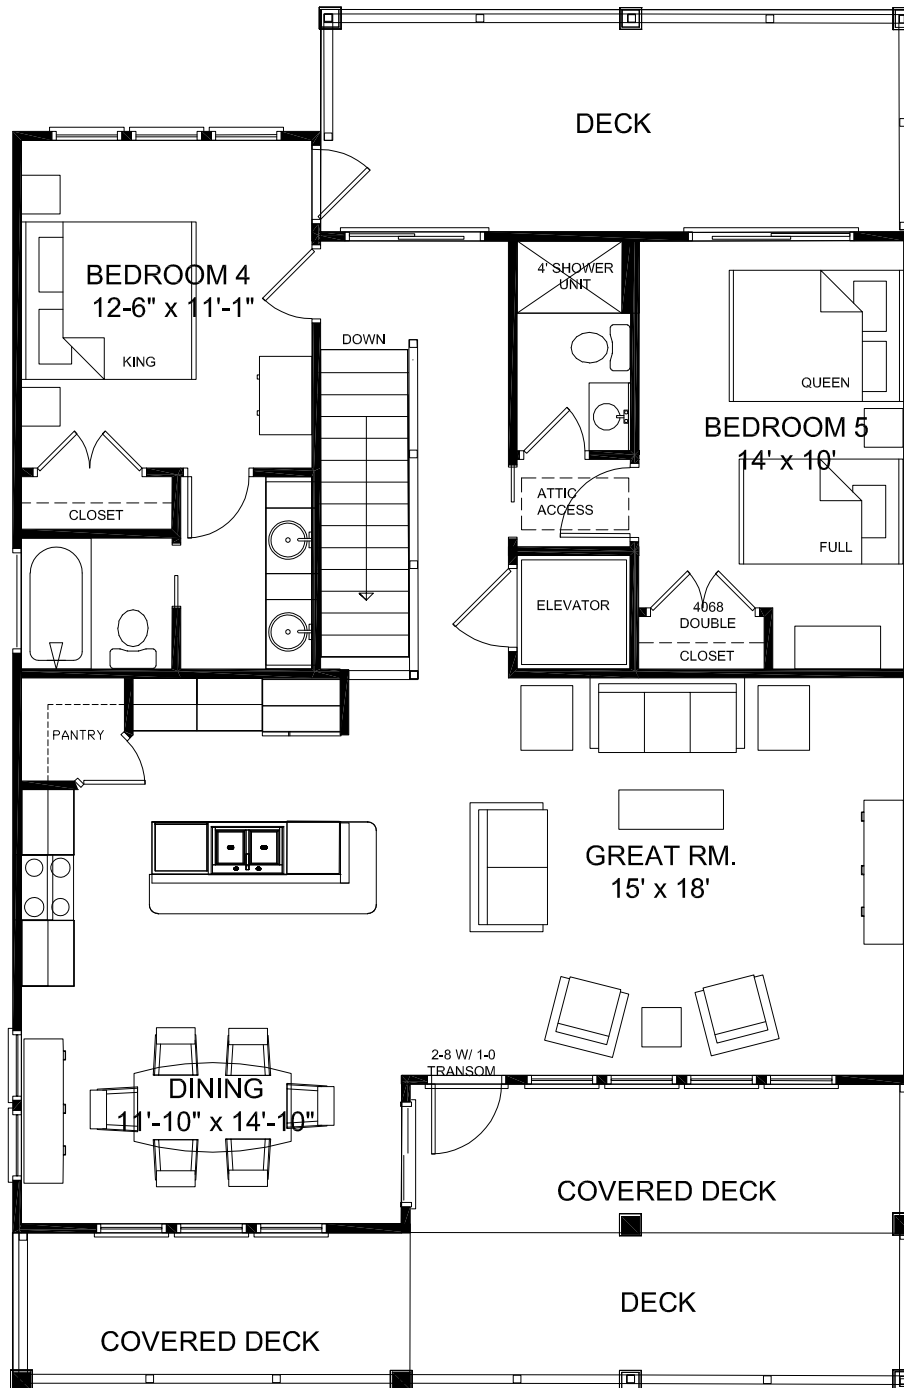 DECK
BEDROOM 4
12-6" x 11'-1"
KING
DOWN
4' SHOWER
UNIT
QUEEN
BEDROOM 5
14' x 10'
FULL
CLOSET
ATTIC
ACCESS
ELEVATOR
4068
DOUBLE
CLOSET
PANTRY
GREAT RM.
15' x 18'
2-8 W/ 1-0
TRANSOM
DINING
11'-10" x 14'-10"
COVERED DECK
DECK
COVERED DECK